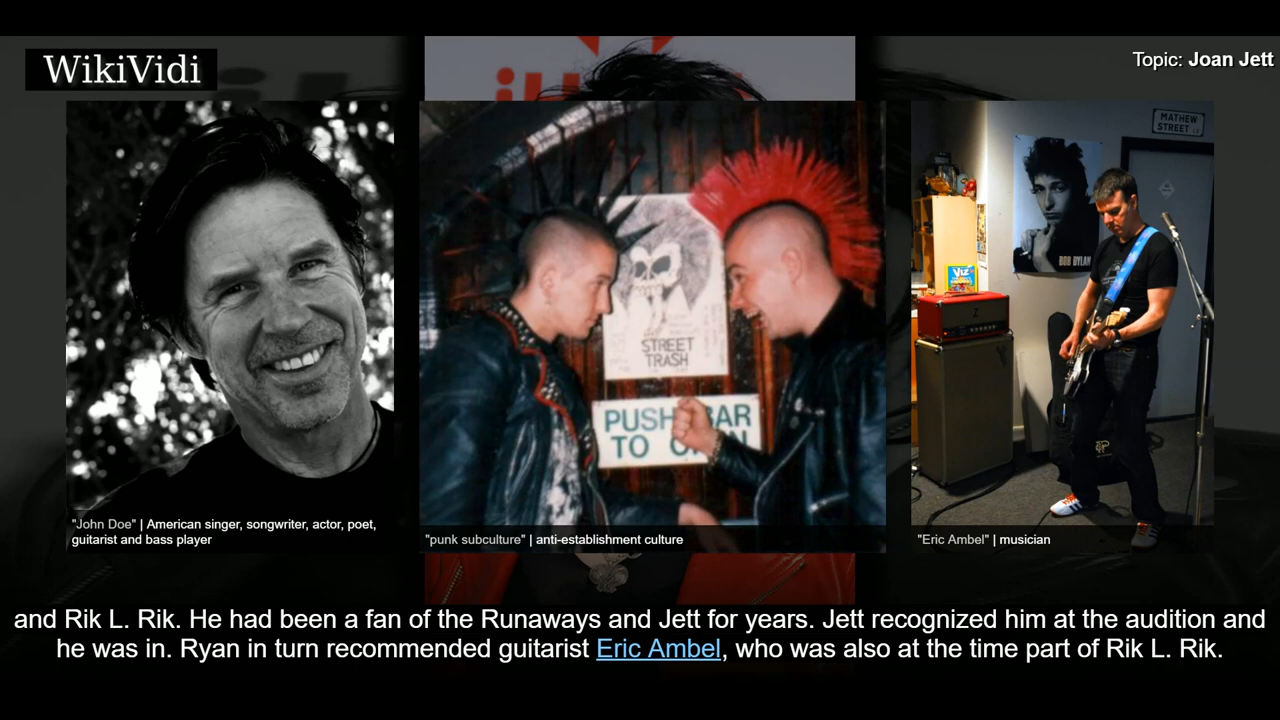 WikiVidi
Topic: Joan Jett
MATHEW
STREET
BOB DYLAN
Viz
Z
STREET
TRASH
PUSH BAR
TO
"John Doe" | American singer, songwriter, actor, poet,
guitarist and bass player
"punk subculture" | anti-establishment culture
"Eric Ambel" | musician
and Rik L. Rik. He had been a fan of the Runaways and Jett for years. Jett recognized him at the audition and
he was in. Ryan in turn recommended guitarist Eric Ambel, who was also at the time part of Rik L. Rik.